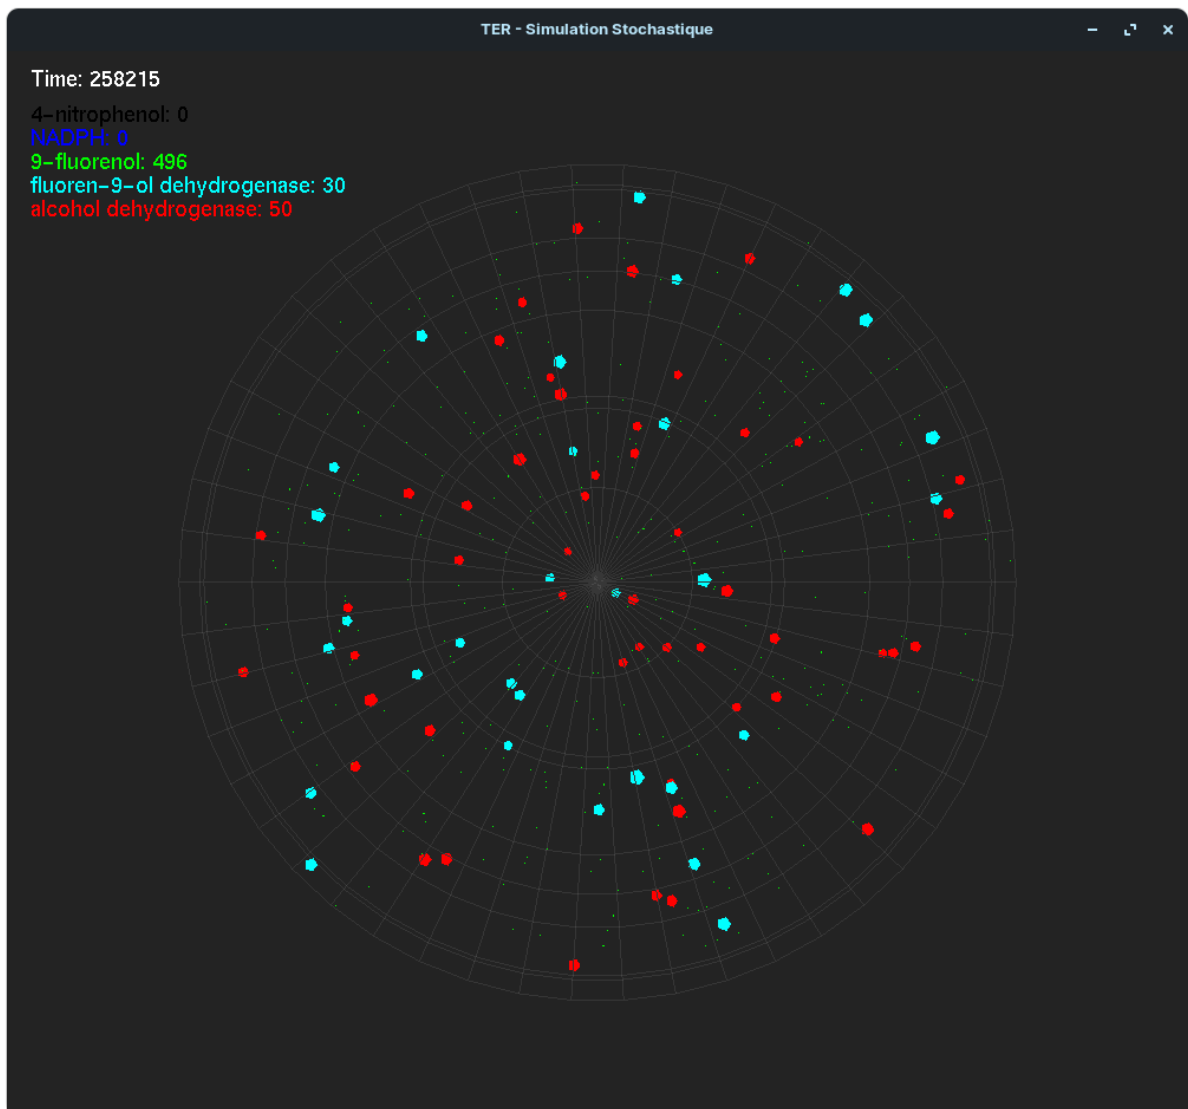 TER - Simulation Stochastique
Time: 258215
4-nitrophenol: 0
NADPH: 0
9-fluorenol: 496
fluoren-9-ol dehydrogenase: 30
alcohol dehydrogenase: 50